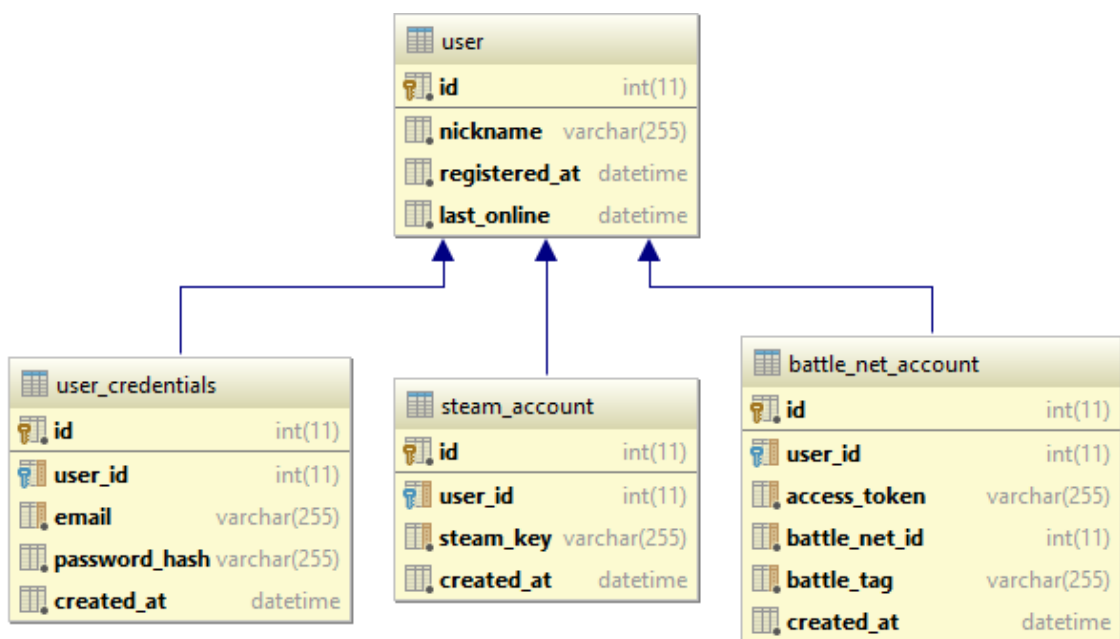 user
id int(11)
nickname varchar(255)
registered_at datetime
last_online datetime
user_credentials
id int(11)
user_id int(11)
email varchar(255)
password_hash varchar(255)
created_at datetime
steam_account
id int(11)
user_id int(11)
steam_key varchar(255)
created_at datetime
battle_net_account
id int(11)
user_id int(11)
access_token varchar(255)
battle_net_id int(11)
battle_tag varchar(255)
created_at datetime